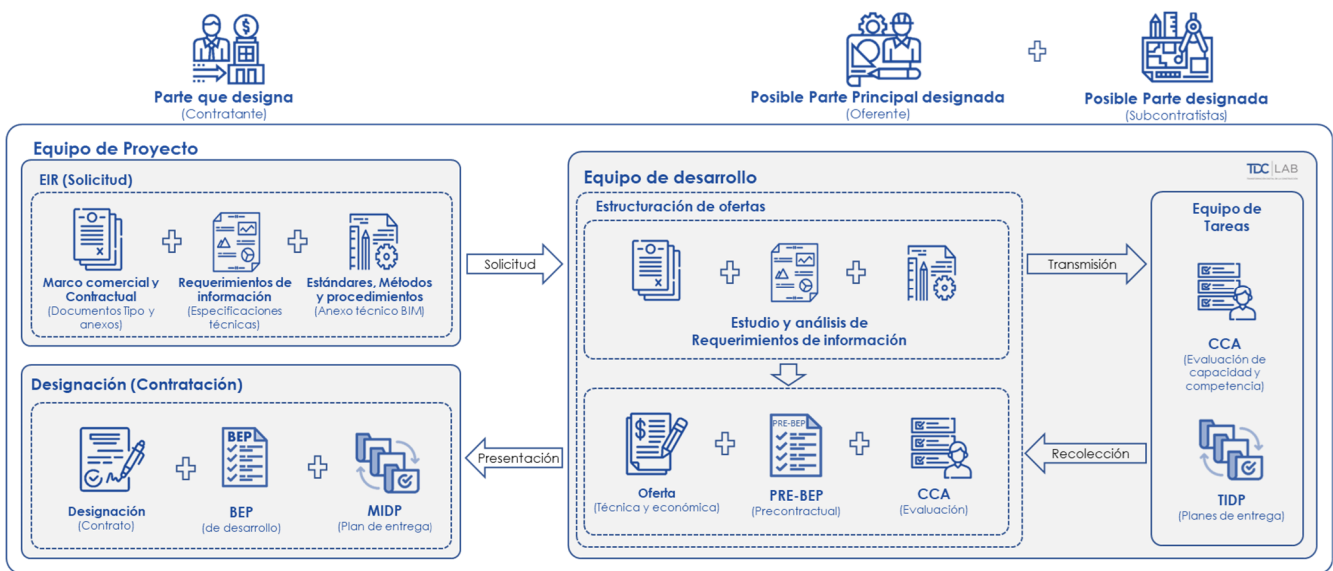 Parte que designa
(Contratante)
Posible Parte Principal designada
(Oferente)
Posible Parte designada
(Subcontratistas)
Equipo de Proyecto
EIR (Solicitud)
Marco comercial y
Contractual
(Documentos Tipo y
anexos)
Requerimientos de
información
(Especificaciones
técnicas)
Estándares, Métodos
y procedimientos
(Anexo técnico BIM)
Solicitud
Equipo de desarrollo
TDC LAB
Estructuración de ofertas
Estudio y análisis de
Requerimientos de información
Transmisión
Equipo de
Tareas
CCA
(Evaluación de
capacidad y
competencia)
TIDP
(Planes de entrega)
Recolección
PRE-BEP
Oferta
(Técnica y económica)
PRE-BEP
(Precontractual)
CCA
(Evaluación)
Presentación
Designación (Contratación)
BEP
Designación
(Contrato)
BEP
(de desarrollo)
MIDP
(Plan de entrega)